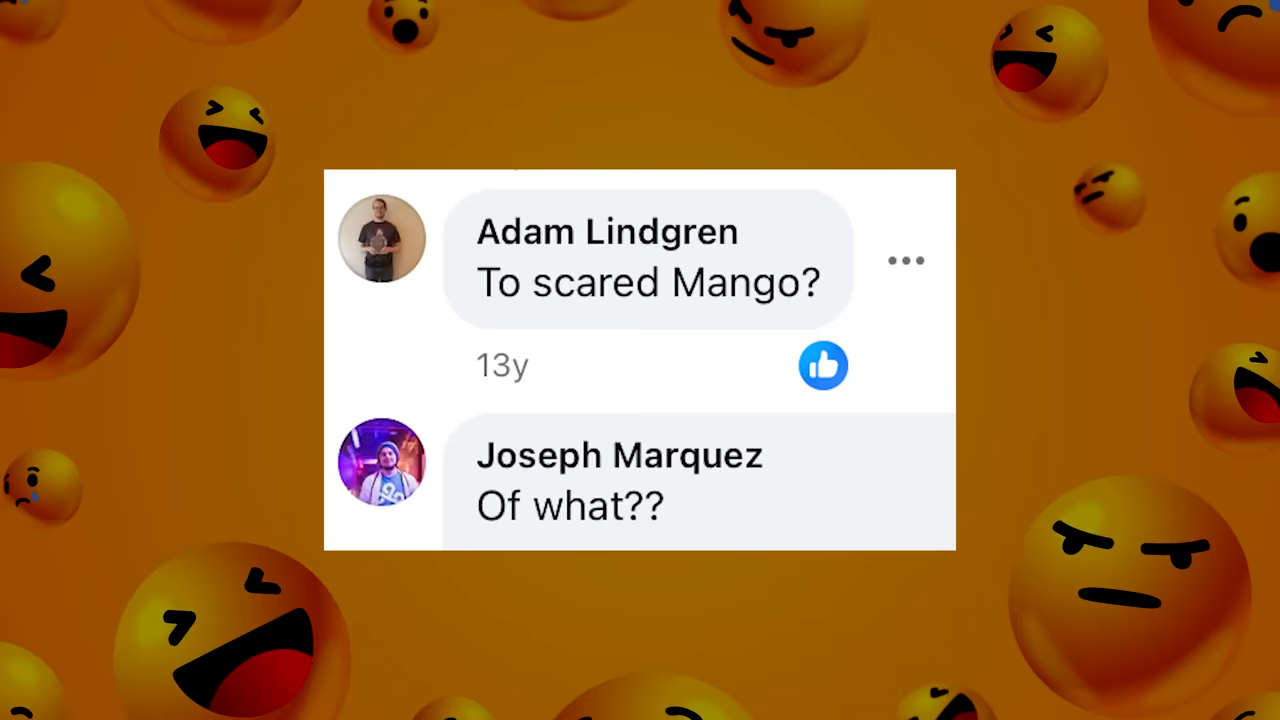 Adam Lindgren
To scared Mango?
13y
Joseph Marquez
Of what??